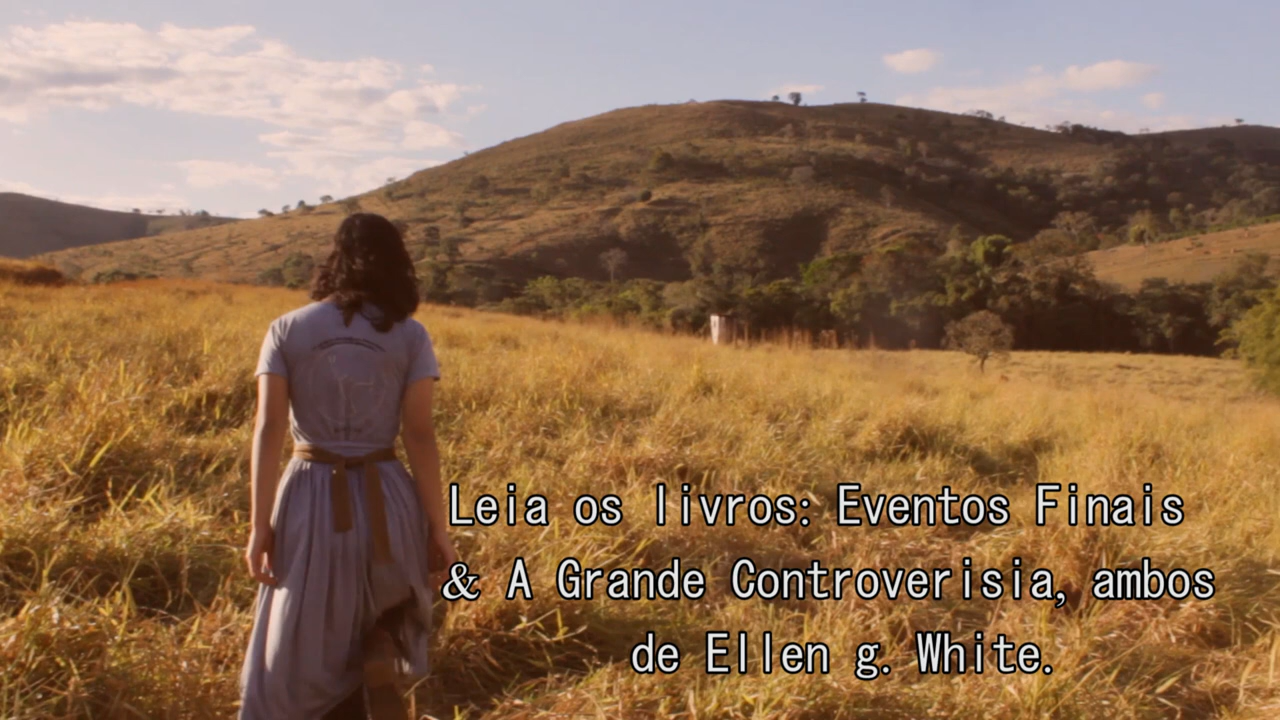 Leia os livros: Eventos Finais
& A Grande Controverisia, ambos
de Ellen g. White.